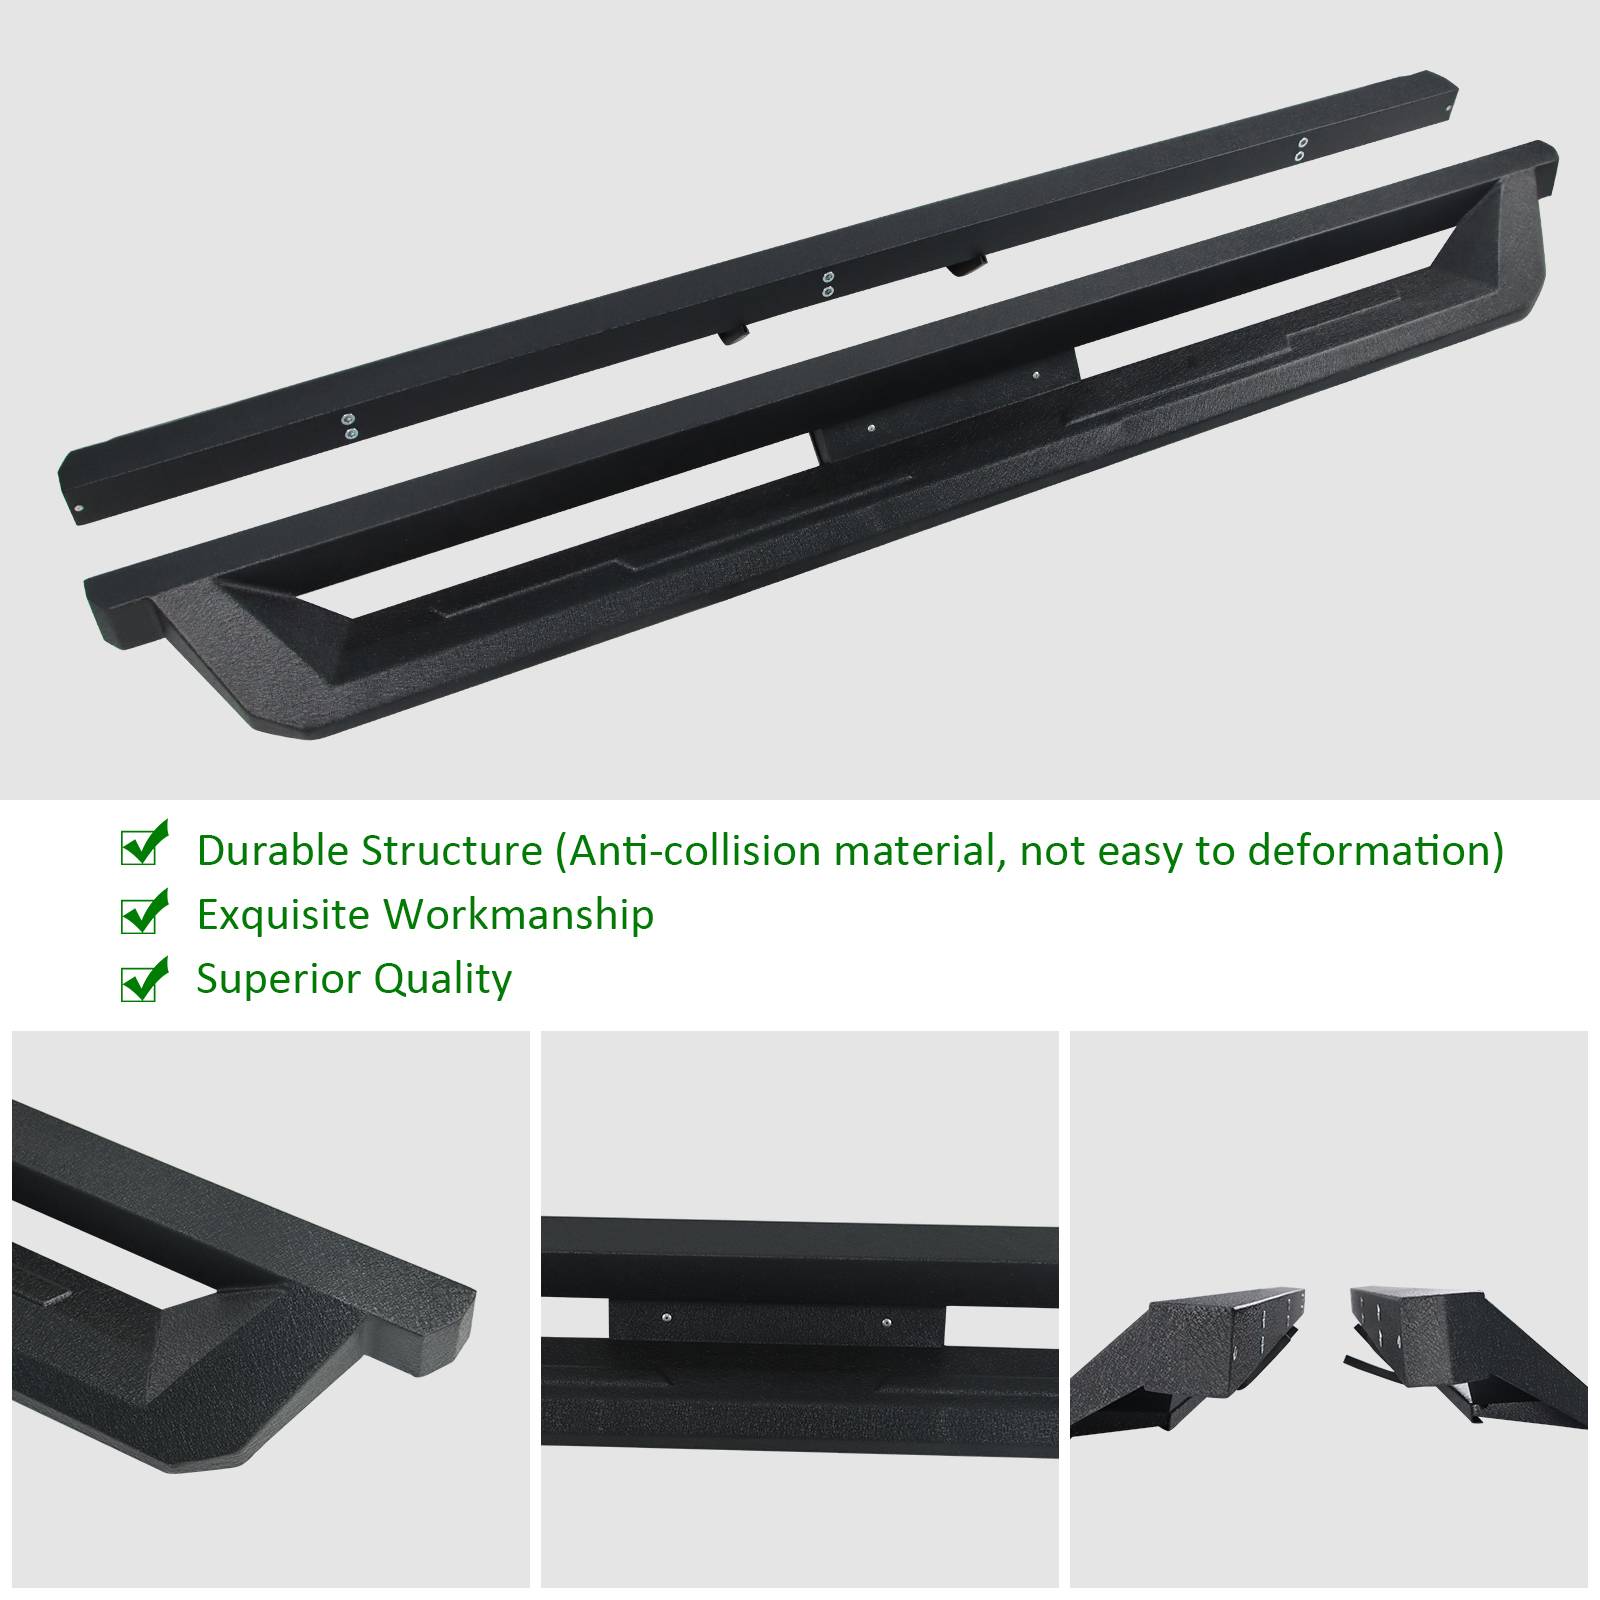 Durable Structure (Anti-collision material, not easy to deformation)
Exquisite Workmanship
Superior Quality